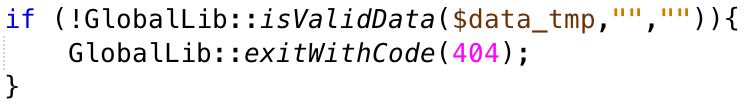 if (!GlobalLib::isValidData($data_tmp,"","")){
    GlobalLib::exitWithCode(404);
}